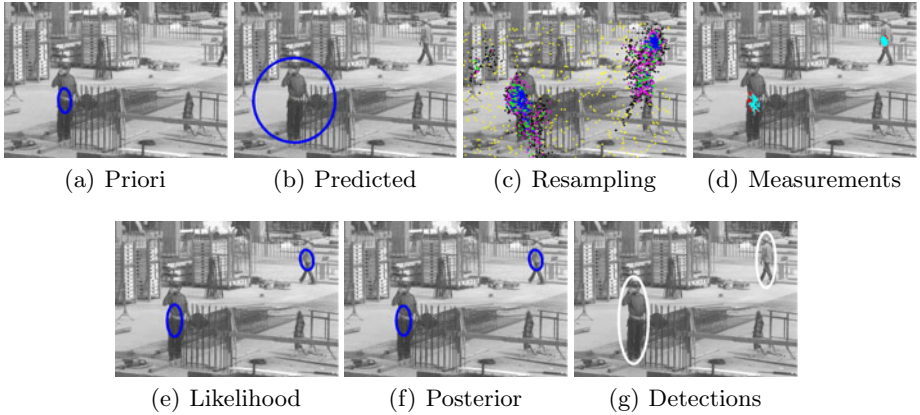 (a) Priori
(b) Predicted
(c) Resampling
(d) Measurements
(e) Likelihood
(f) Posterior
(g) Detections